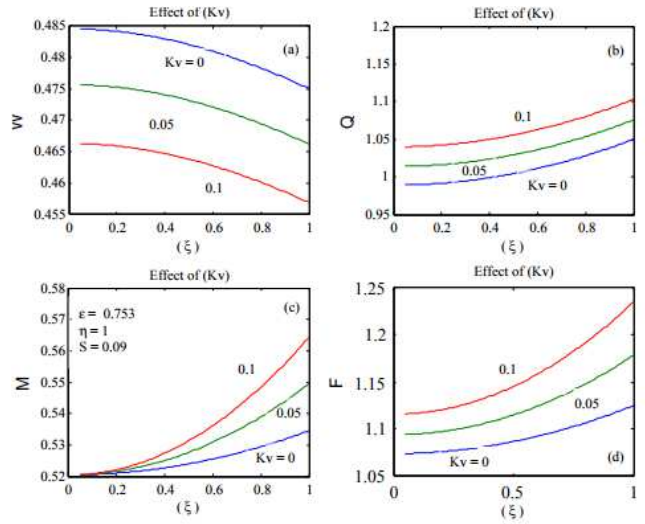 Effect of (Kv)
0.485
0.48
0.475
0.47
0.465
0.46
0.455
W
(a)
Kv = 0
0.05
0.1
0
0.2
0.4
0.6
0.8
1
(ξ)
Effect of (Kv)
1.2
1.15
1.1
1.05
1
0.95
Q
(b)
0.1
0.05
Kv = 0
0
0.2
0.4
0.6
0.8
1
(ξ)
Effect of (Kv)
0.58
0.57
0.56
0.55
0.54
0.53
0.52
M
(c)
ε = 0.753
η = 1
S = 0.09
0.1
0.05
Kv = 0
0
0.2
0.4
0.6
0.8
1
(ξ)
Effect of (Kv)
1.25
1.2
1.15
1.1
1.05
F
0.1
0.05
Kv = 0
(d)
0
0.5
1
(ξ)